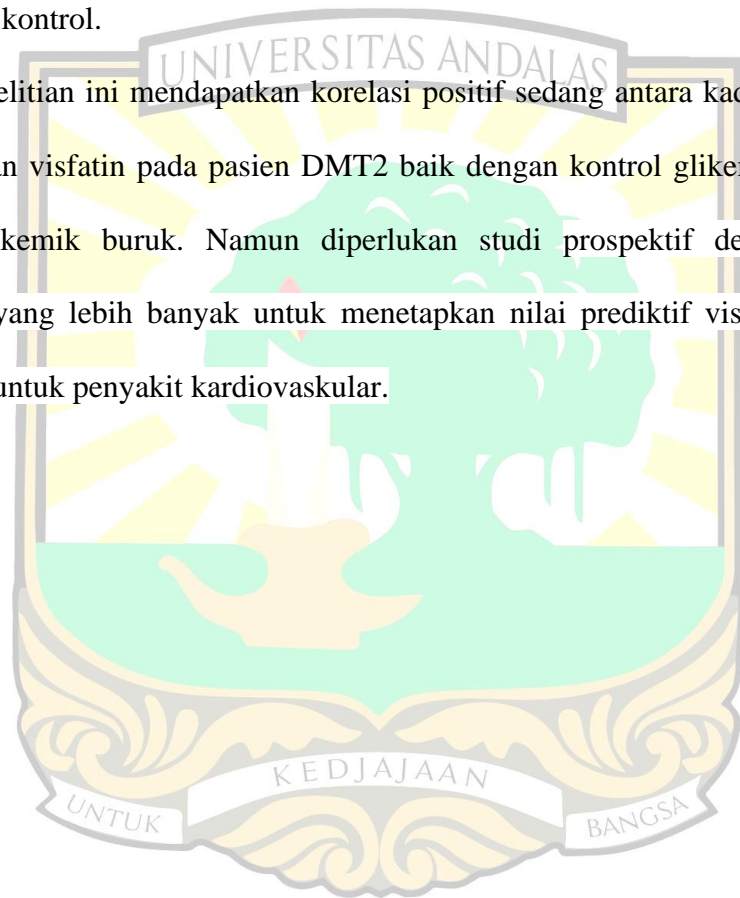 kontrol.
UNIVERSITAS ANDALAS
elitian ini mendapatkan korelasi positif sedang antara kad
n visfatin pada pasien DMT2 baik dengan kontrol gliker
kemik buruk. Namun diperlukan studi prospektif de
yang lebih banyak untuk menetapkan nilai prediktif vis
untuk penyakit kardiovaskular.
KEDJAJAAN
UNTUK BANGSA